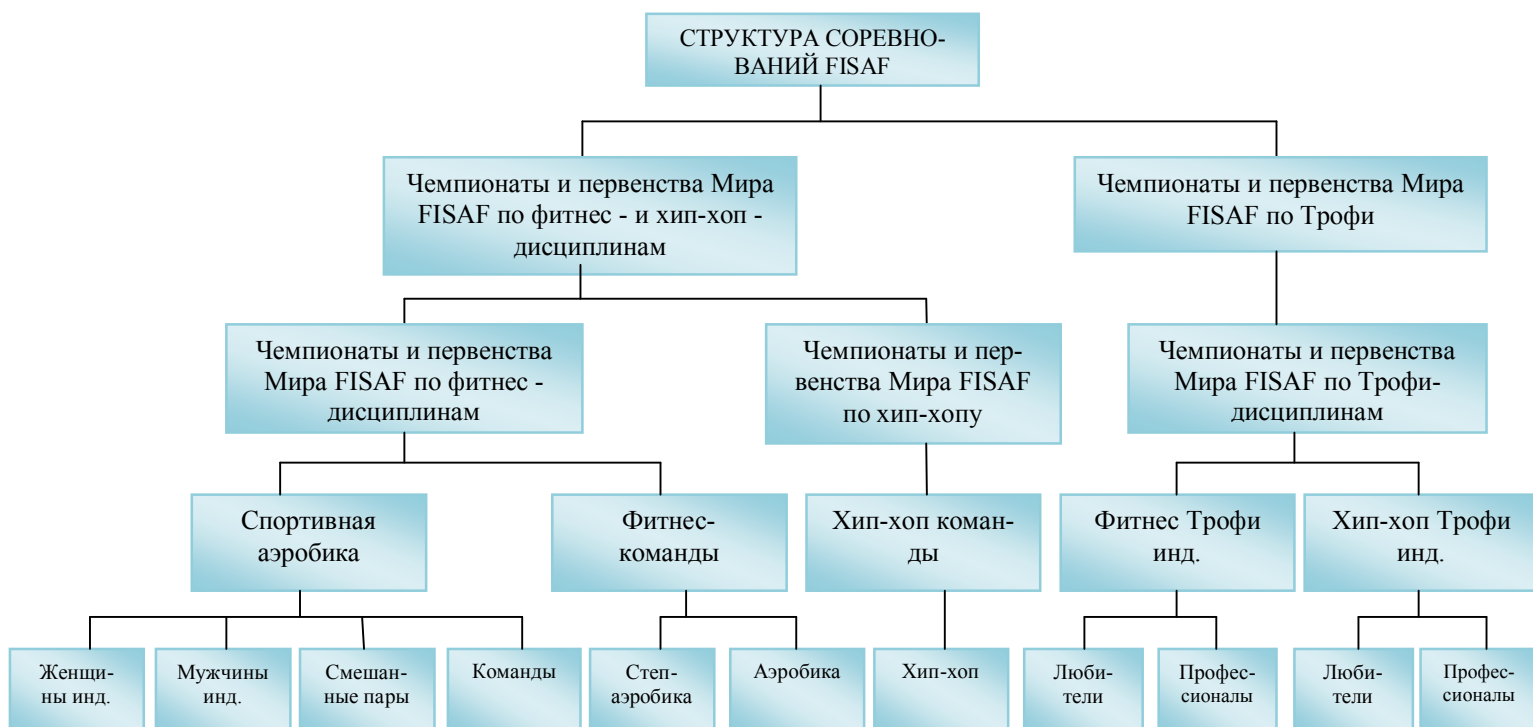 СТРУКТУРА СОРЕВНО-
ВАНИЙ FISAF
Чемпионаты и первенства Мира
FISAF по фитнес - и хип-хоп -
дисциплинам
Чемпионаты и первенства Мира
FISAF по Трофи
Чемпионаты и первенства
Мира FISAF по фитнес -
дисциплинам
Чемпионаты и пер-
венства Мира FISAF
по хип-хопу
Чемпионаты и первенства
Мира FISAF по Трофи-
дисциплинам
Спортивная
аэробика
Фитнес-
команды
Хип-хоп коман-
ды
Фитнес Трофи
инд.
Хип-хоп Трофи
инд.
Женщи-
ны инд.
Мужчины
инд.
Смешан-
ные пары
Команды
Степ-
аэробика
Аэробика
Хип-хоп
Люби-
тели
Профес-
сионалы
Люби-
тели
Профес-
сионалы